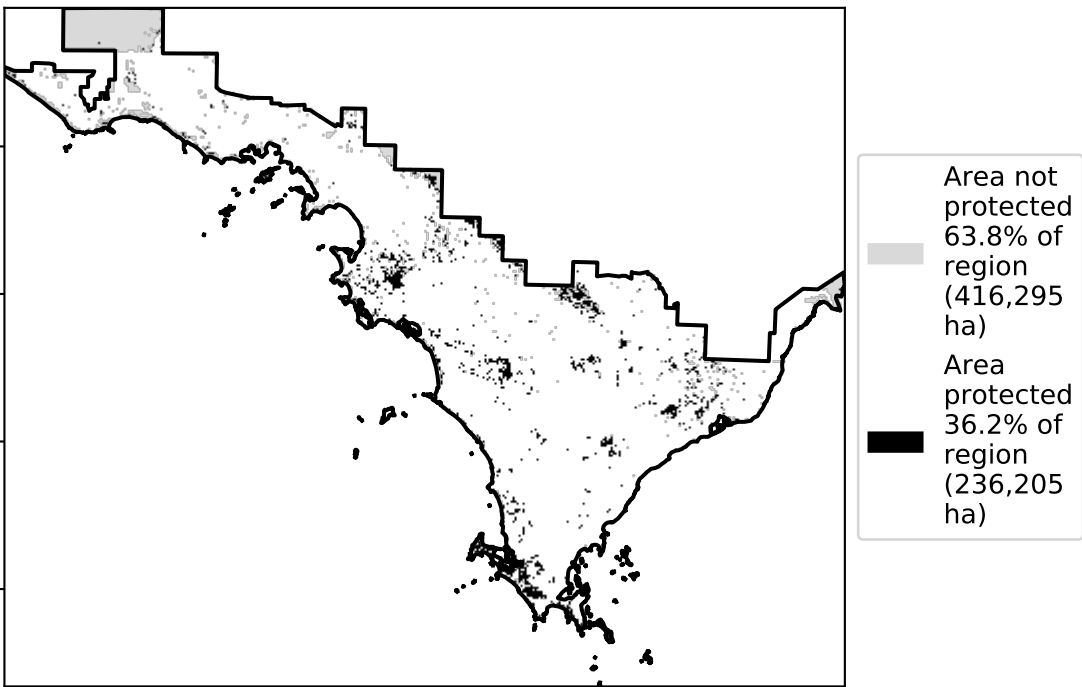 Area not
protected
63.8% of
region
(416,295
ha)
Area
protected
36.2% of
region
(236,205
ha)